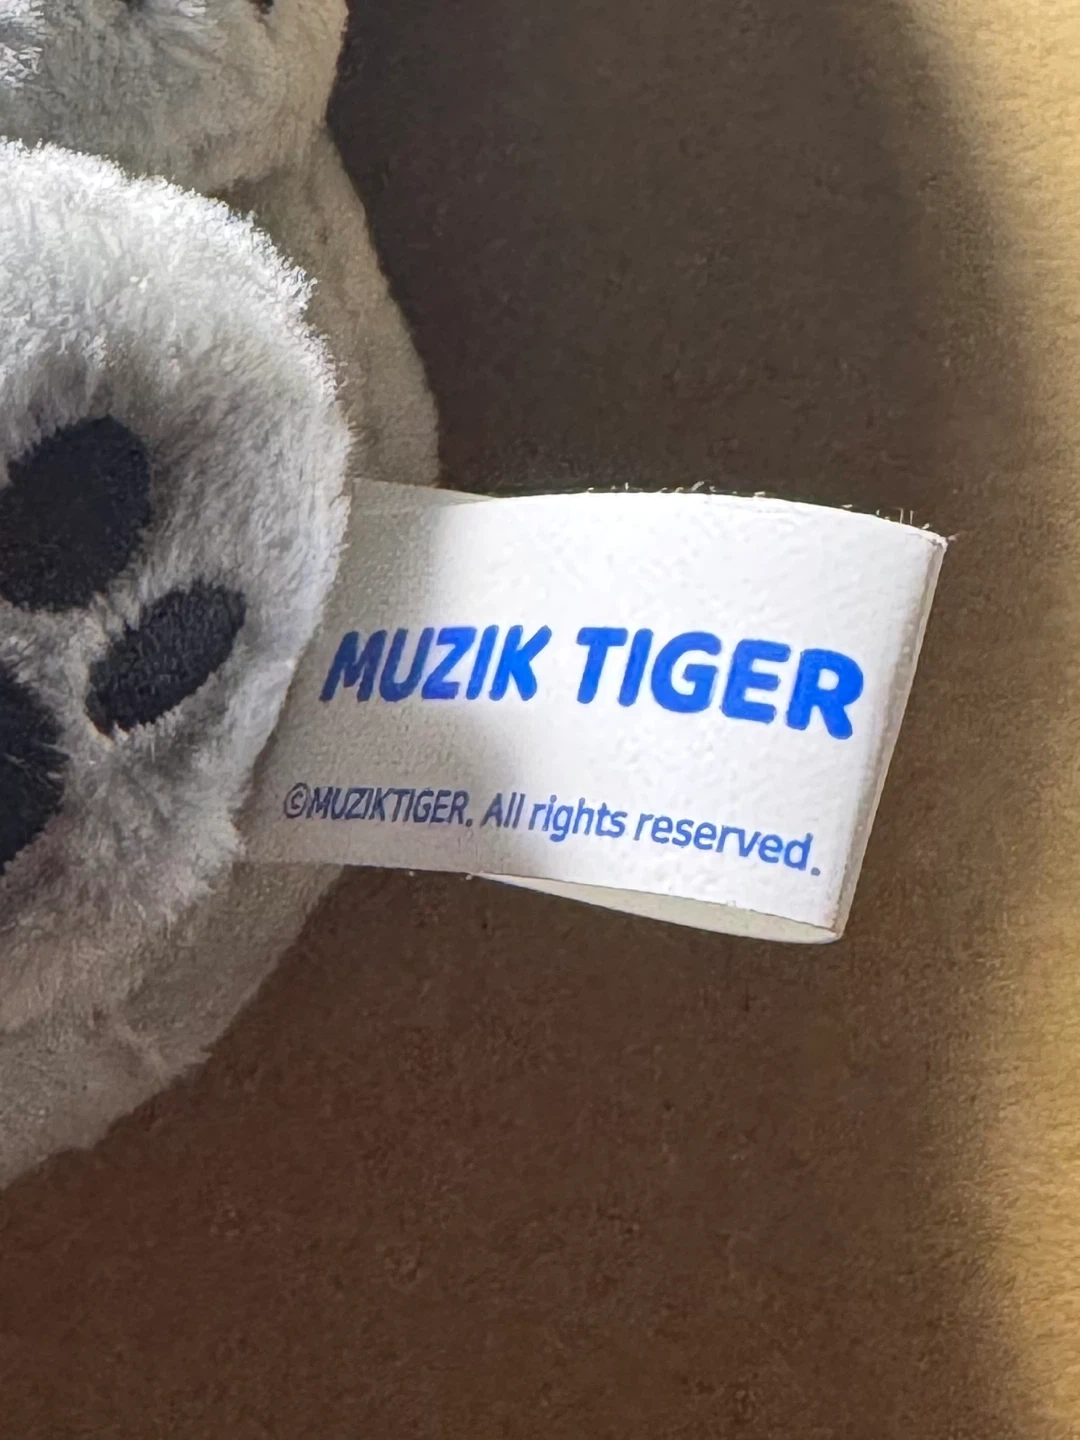 MUZIK TIGER
©MUZIKTIGER. All rights reserved.